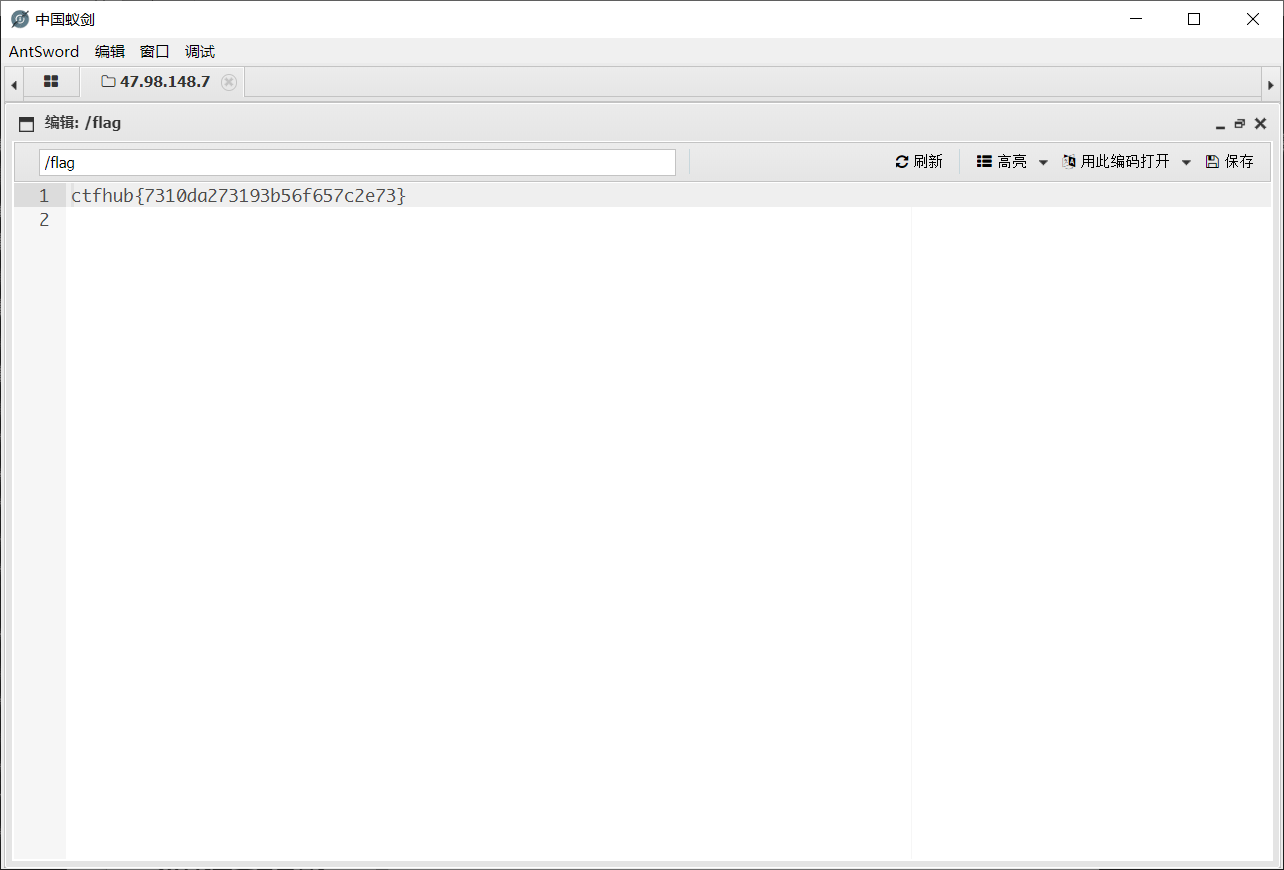 中国蚁剑
AntSword 编辑 窗口 调试
47.98.148.7
编辑: /flag
/flag 刷新 高亮 用此编码打开 保存
1 ctfhub{7310da273193b56f657c2e73}
2